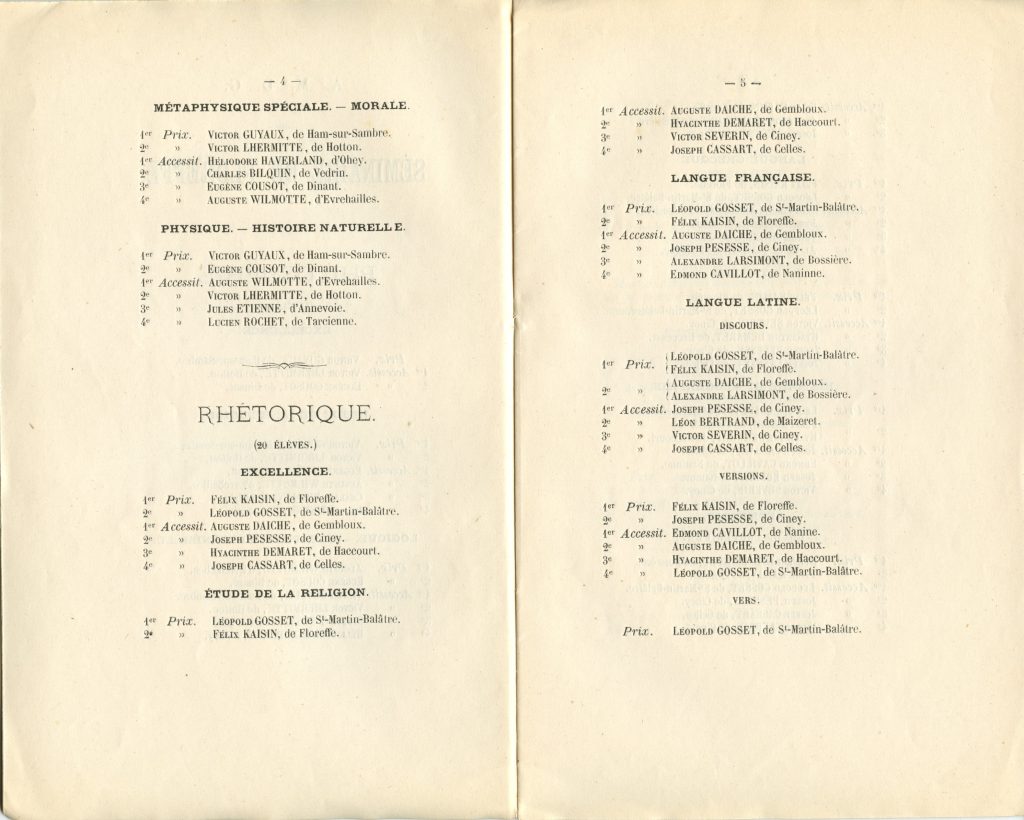 — 4 —
MÉTAPHYSIQUE SPÉCIALE. — MORALE.
1er Prix. VICTOR GUYAUX, de Ham-sur-Sambre.
2e » VICTOR LHERMITTE, de Hotton.
1er Accessit. HÉLIODORE HAVERLAND, d'Ohey.
2e » CHARLES BILQUIN, de Vedrin.
3e » EUGÈNE COUSOT, de Dinant.
4e » AUGUSTE WILMOTTE, d'Evrehailles.
PHYSIQUE. — HISTOIRE NATURELLE.
1er Prix. VICTOR GUYAUX, de Ham-sur-Sambre.
2e » EUGÈNE COUSOT, de Dinant.
1er Accessit. AUGUSTE WILMOTTE, d'Evrehailles.
2e » VICTOR LHERMITTE, de Hotton.
3e » JULES ETIENNE, d'Annevoie.
4e » LUCIEN ROCHET, de Tarcienne.
RHÉTORIQUE.
(20 ÉLÈVES.)
EXCELLENCE.
1er Prix. FÉLIX KAISIN, de Floreffe.
2e » LÉOPOLD GOSSET, de St-Martin-Balâtre.
1er Accessit. AUGUSTE DAICHE, de Gembloux.
2e » JOSEPH PESESSE, de Ciney.
3e » HYACINTHE DEMARET, de Haccourt.
4e » JOSEPH CASSART, de Celles.
ÉTUDE DE LA RELIGION.
1er Prix. LÉOPOLD GOSSET, de St-Martin-Balâtre.
2e » FÉLIX KAISIN, de Floreffe.
— 5 —
1er Accessit. AUGUSTE DAICHE, de Gembloux.
2e » HYACINTHE DEMARET, de Haccourt.
3e » VICTOR SEVERIN, de Ciney.
4e » JOSEPH CASSART, de Celles.
LANGUE FRANÇAISE.
1er Prix. LÉOPOLD GOSSET, de St-Martin-Balâtre.
2e » FÉLIX KAISIN, de Floreffe.
1er Accessit. AUGUSTE DAICHE, de Gembloux.
2e » JOSEPH PESESSE, de Ciney.
3e » ALEXANDRE LARSIMONT, de Bossière.
4e » EDMOND CAVILLOT, de Naninne.
LANGUE LATINE.
DISCOURS.
1er Prix. LÉOPOLD GOSSET, de St-Martin-Balâtre.
FÉLIX KAISIN, de Floreffe.
2e » AUGUSTE DAICHE, de Gembloux.
ALEXANDRE LARSIMONT, de Bossière.
1er Accessit. JOSEPH PESESSE, de Ciney.
2e » LÉON BERTRAND, de Maizeret.
3e » VICTOR SEVERIN, de Ciney.
4e » JOSEPH CASSART, de Celles.
VERSIONS.
1er Prix. FÉLIX KAISIN, de Floreffe.
2e » JOSEPH PESESSE, de Ciney.
1er Accessit. EDMOND CAVILLOT, de Nanine.
2e » AUGUSTE DAICHE, de Gembloux.
3e » HYACINTHE DEMARET, de Haccourt.
4e » LÉOPOLD GOSSET, de St-Martin-Balâtre.
VERS.
Prix. LÉOPOLD GOSSET, de St-Martin-Balâtre.